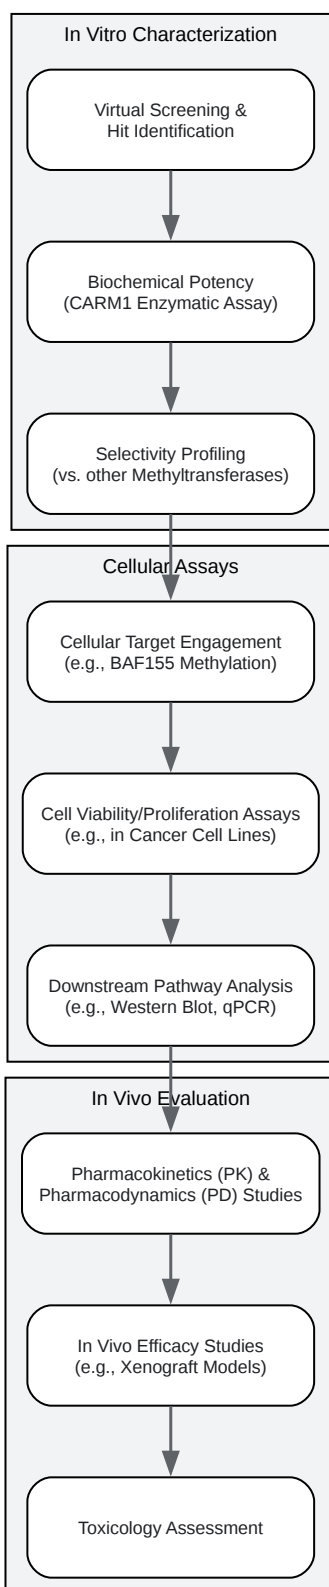 In Vitro Characterization
Virtual Screening &
Hit Identification
Biochemical Potency
(CARM1 Enzymatic Assay)
Selectivity Profiling
(vs. other Methyltransferases)
Cellular Assays
Cellular Target Engagement
(e.g., BAF155 Methylation)
Cell Viability/Proliferation Assays
(e.g., in Cancer Cell Lines)
Downstream Pathway Analysis
(e.g., Western Blot, qPCR)
In Vivo Evaluation
Pharmacokinetics (PK) &
Pharmacodynamics (PD) Studies
In Vivo Efficacy Studies
(e.g., Xenograft Models)
Toxicology Assessment